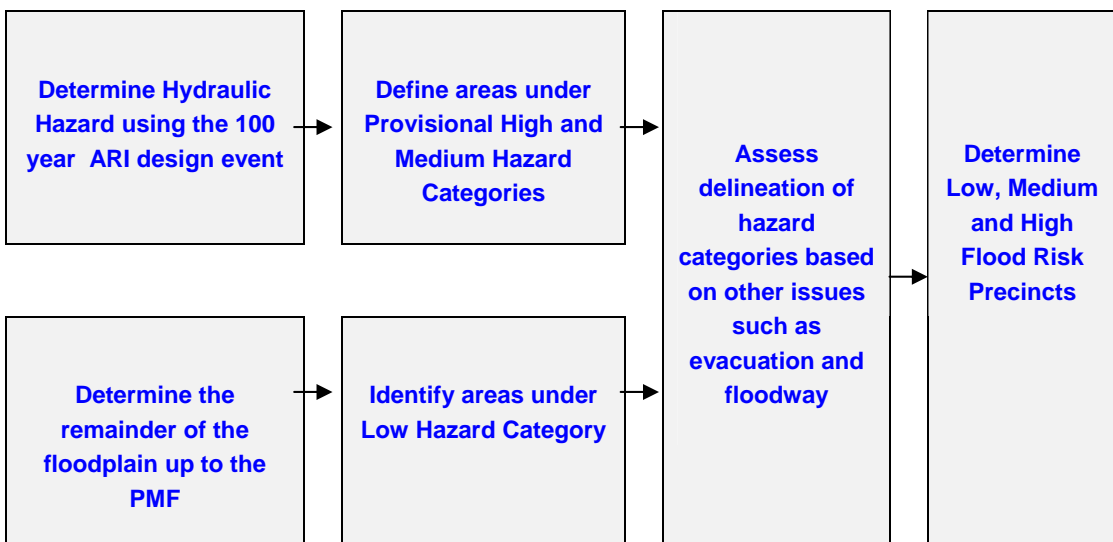 Determine Hydraulic
Hazard using the 100
year ARI design event
Define areas under
Provisional High and
Medium Hazard
Categories
Assess
delineation of
hazard
categories based
on other issues
such as
evacuation and
floodway
Determine
Low, Medium
and High
Flood Risk
Precincts
Determine the
remainder of the
floodplain up to the
PMF
Identify areas under
Low Hazard Category